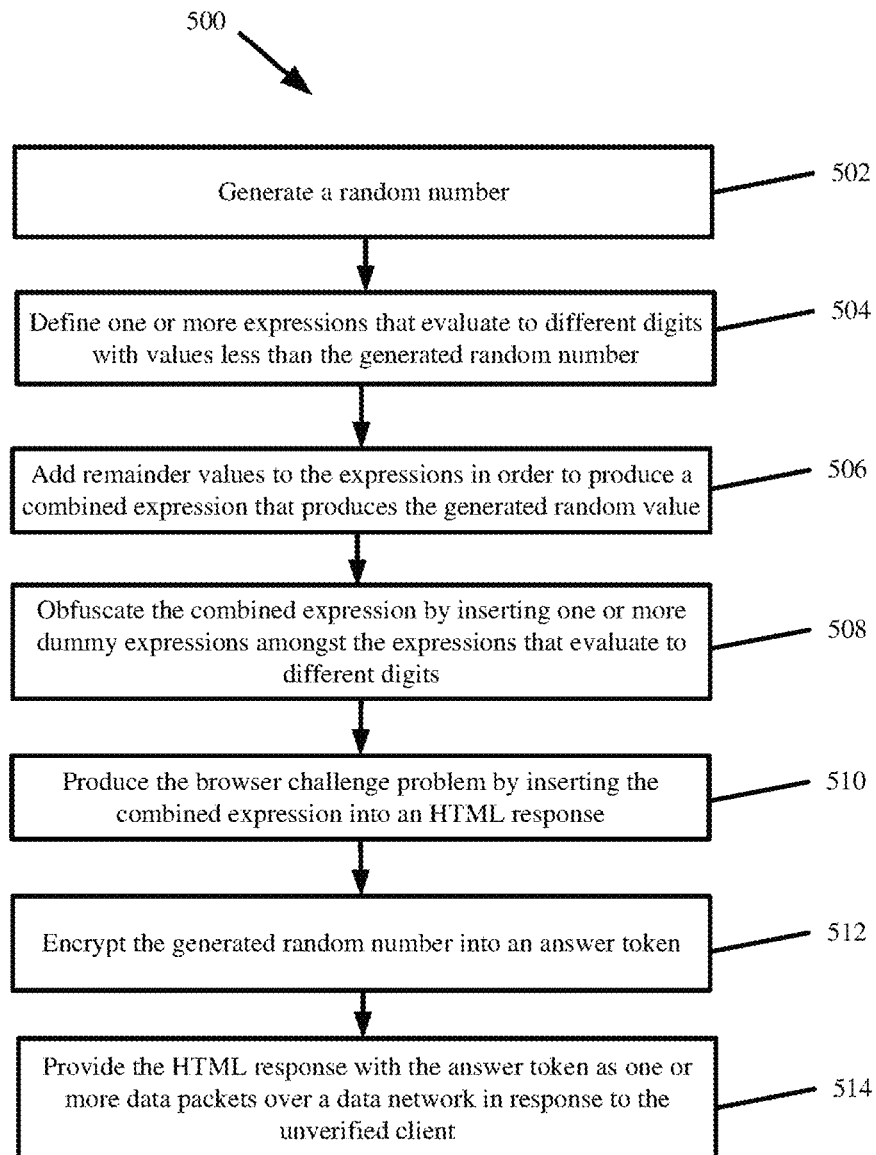 500
Generate a random number
502
Define one or more expressions that evaluate to different digits
with values less than the generated random number
504
Add remainder values to the expressions in order to produce a
combined expression that produces the generated random value
506
Obfuscate the combined expression by inserting one or more
dummy expressions amongst the expressions that evaluate to
different digits
508
Produce the browser challenge problem by inserting the
combined expression into an HTML response
510
Encrypt the generated random number into an answer token
512
Provide the HTML response with the answer token as one or
more data packets over a data network in response to the
unverified client
514